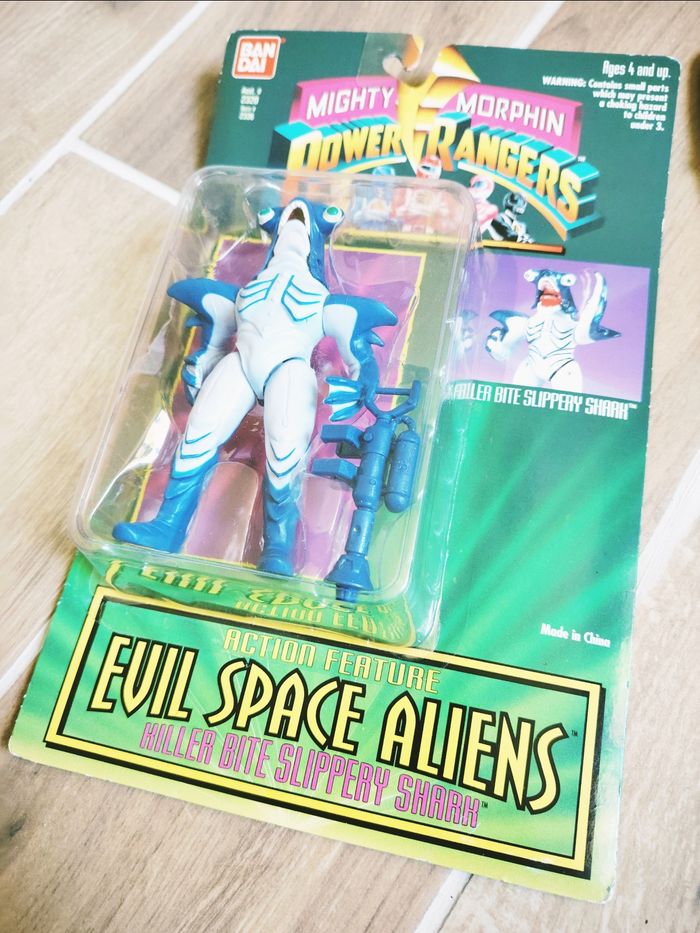 BAN
DAI
Ages 4 and up.
WARNING: Contains small parts
which may present
a choking hazard
to children
under 3.
MIGHTY MORPHIN
POWER RANGERS™
KILLER BITE SLIPPERY SHARK™
Made in China
ACTION FEATURE
EVIL SPACE ALIENS™
KILLER BITE SLIPPERY SHARK™